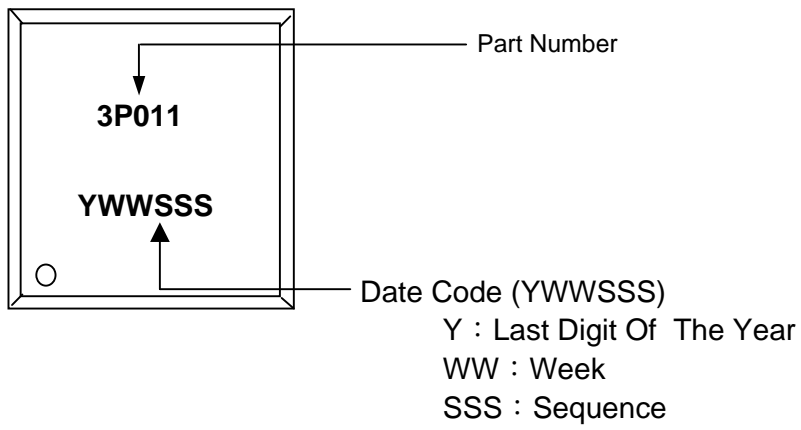 Part Number
3P011
YWWSSS
Date Code (YWWSSS)
Y：Last Digit Of The Year
WW：Week
SSS：Sequence